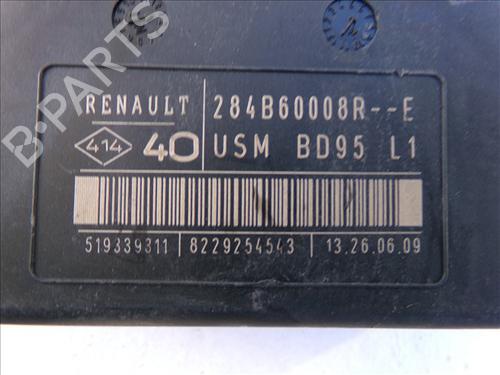 RENAULT 284B60008R--E
414 40 USM BD95 L1
519339311 8229254543 13.26.06.09
B-PARTS